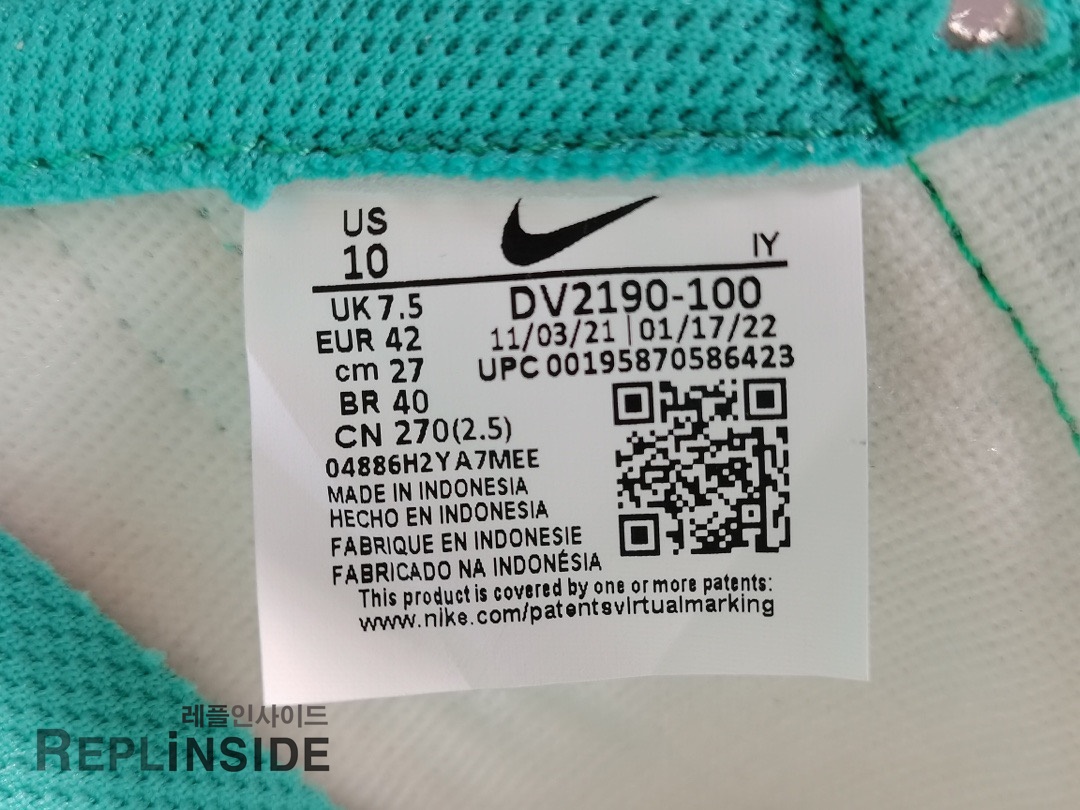 US
10
IY
UK 7.5
EUR 42
cm 27
BR 40
CN 270(2.5)
DV2190-100
11/03/21 | 01/17/22
UPC 00195870586423
04886H2YA7MEE
MADE IN INDONESIA
HECHO EN INDONESIA
FABRIQUE EN INDONESIE
FABRICADO NA INDONÉSIA
This product is covered by one or more patents:
www.nike.com/patentsvirtualmarking
레플인사이드
REPLiNSIDE